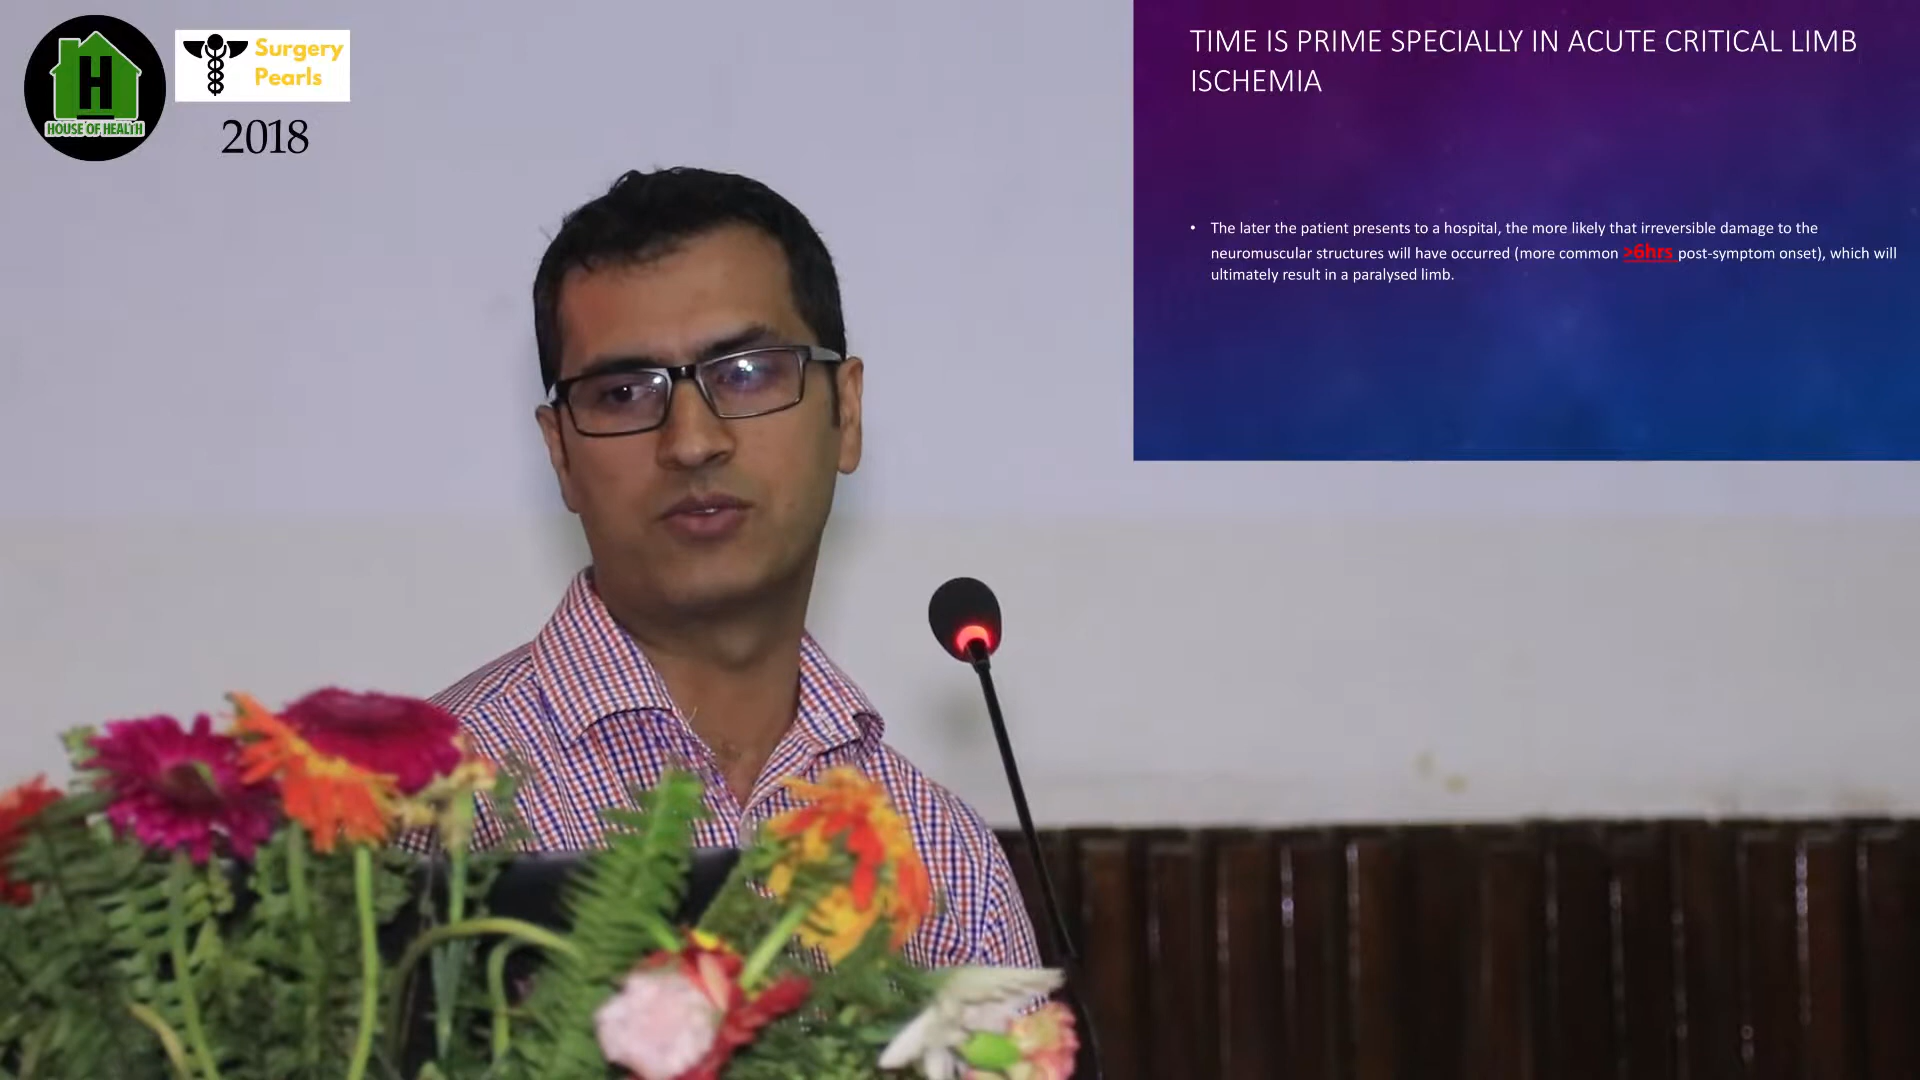 HOUSE OF HEALTH
Surgery
Pearls
2018
TIME IS PRIME SPECIALLY IN ACUTE CRITICAL LIMB
ISCHEMIA
• The later the patient presents to a hospital, the more likely that irreversible damage to the
neuromuscular structures will have occurred (more common >6hrs post-symptom onset), which will
ultimately result in a paralysed limb.